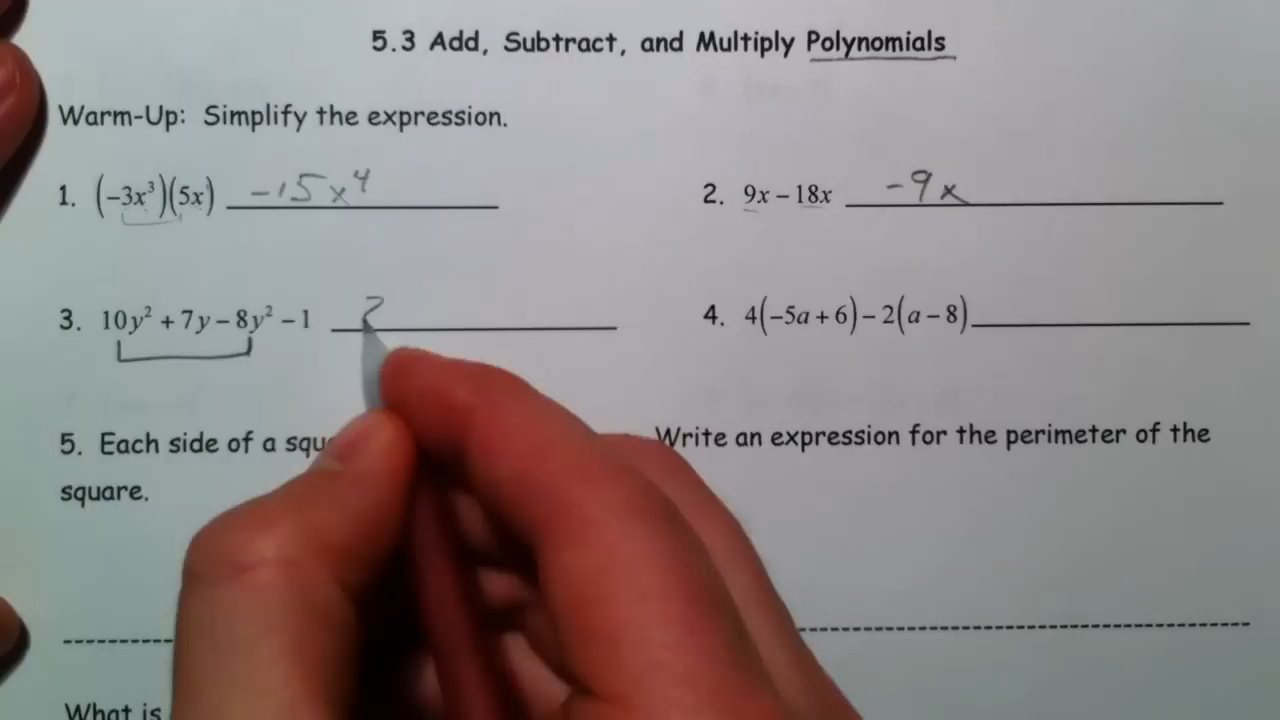 5.3 Add, Subtract, and Multiply Polynomials
Warm-Up: Simplify the expression.
1. (-3x³)(5x) -15x⁴
2. 9x - 18x -9x
3. 10y² + 7y - 8y² - 1 2
4. 4(-5a + 6) - 2(a - 8)
5. Each side of a squ Write an expression for the perimeter of the
square.
What is